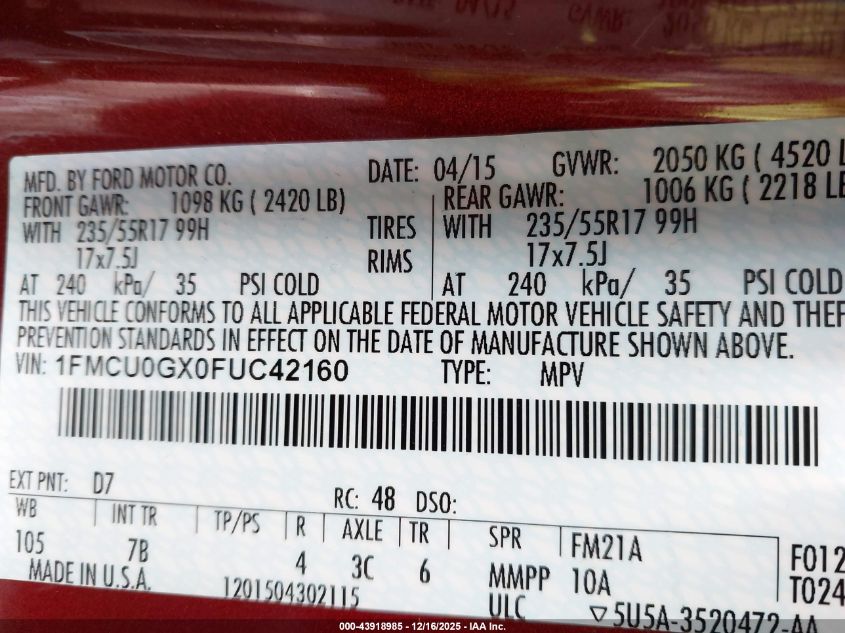 MFD. BY FORD MOTOR CO. DATE: 04/15 GVWR: 2050 KG ( 4520 L
FRONT GAWR: 1098 KG ( 2420 LB) REAR GAWR: 1006 KG ( 2218 LB
WITH 235/55R17 99H TIRES WITH 235/55R17 99H
17x7.5J RIMS 17x7.5J
AT 240 kPa/ 35 PSI COLD AT 240 kPa/ 35 PSI COLD
THIS VEHICLE CONFORMS TO ALL APPLICABLE FEDERAL MOTOR VEHICLE SAFETY AND THEF
PREVENTION STANDARDS IN EFFECT ON THE DATE OF MANUFACTURE SHOWN ABOVE.
VIN: 1FMCU0GX0FUC42160 TYPE: MPV
EXT PNT: D7 RC: 48 DSO:
WB INT TR TP/PS R AXLE TR SPR FM21A F012
105 7B 4 3C 6 MMPP 10A T024
MADE IN U.S.A. 1201504302115 ULC ▽5U5A-3520472-AA
000-43918985 - 12/16/2025 - IAA Inc.